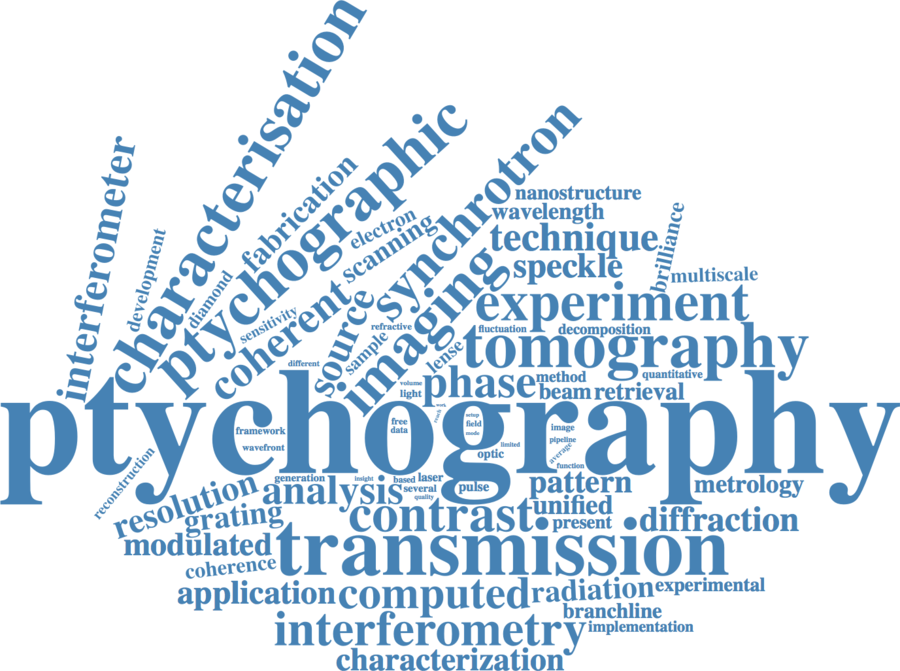 characterisation
interferometer
ptychographic
synchrotron
fabrication
development
diamond
electron
scanning
coherent
sensitivity
source
sample
imaging
refractive
lense
nanostructure
wavelength
technique
speckle
brilliance
multiscale
experiment
fluctuation
decomposition
tomography
quantitative
different
volume
light
phase
method
beam
retrieval
ptychography
framework
wavefront
free
data
work
setup
field
mode
limited
optic
image
pipeline
average
function
reconstruction
generation
insight
based
laser
several
quality
pulse
analysis
resolution
grating
pattern
metrology
contrast
unified
present
diffraction
modulated
transmission
coherence
application
computed
radiation
experimental
branchline
interferometry
implementation
characterization